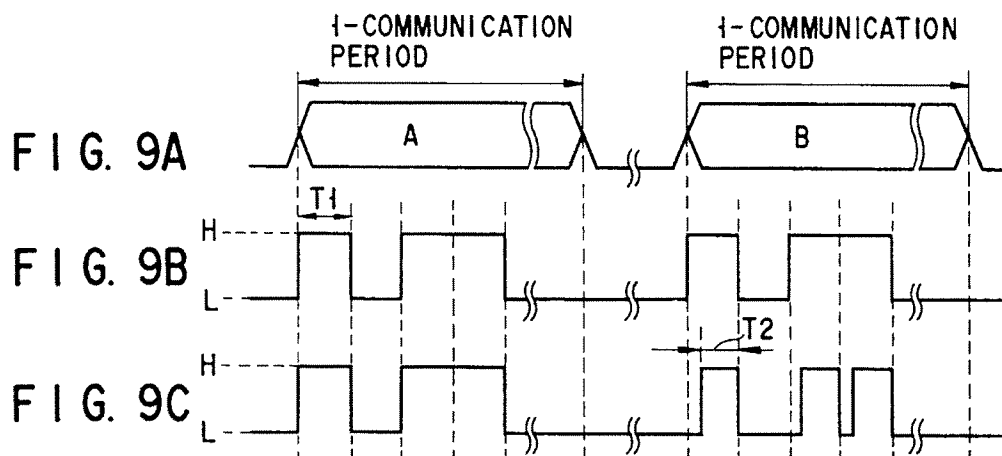 1-COMMUNICATION
PERIOD
1-COMMUNICATION
PERIOD
FIG. 9A
A
B
T1
FIG. 9B
H
L
T2
FIG. 9C
H
L